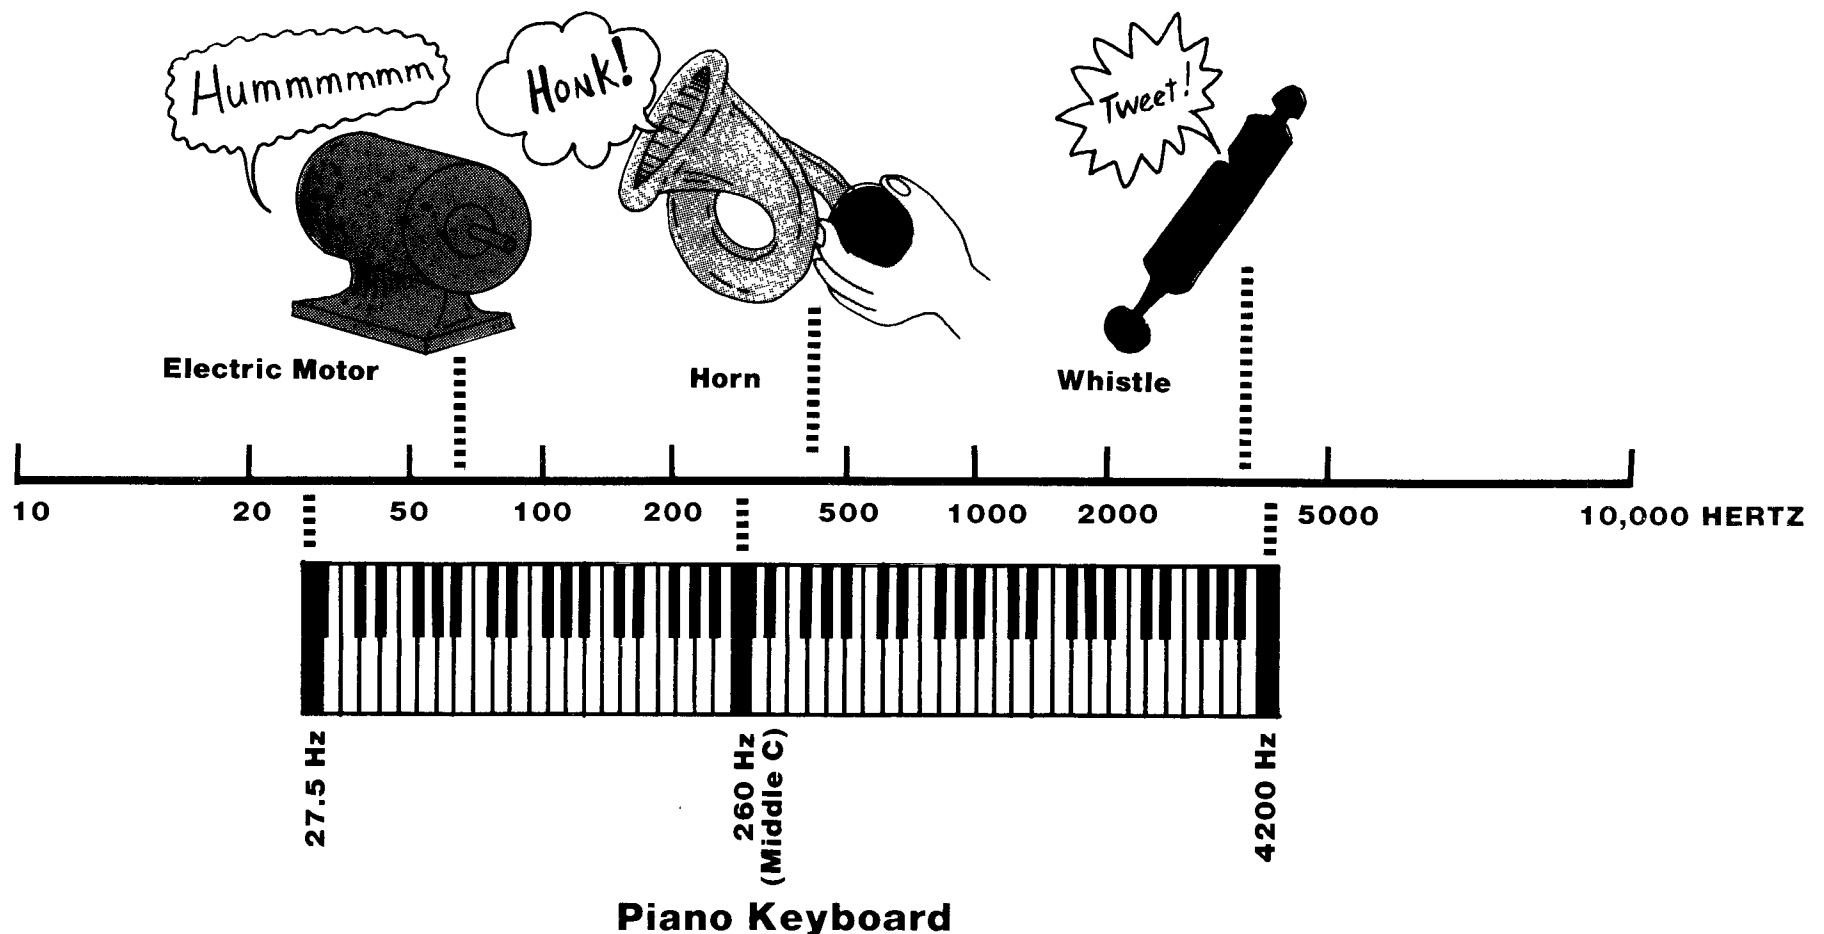 Hummmmmm
Honk!
Tweet!
Electric Motor
Horn
Whistle
10 20 50 100 200 500 1000 2000 5000 10,000 HERTZ
27.5 Hz
260 Hz
(Middle C)
4200 Hz
Piano Keyboard